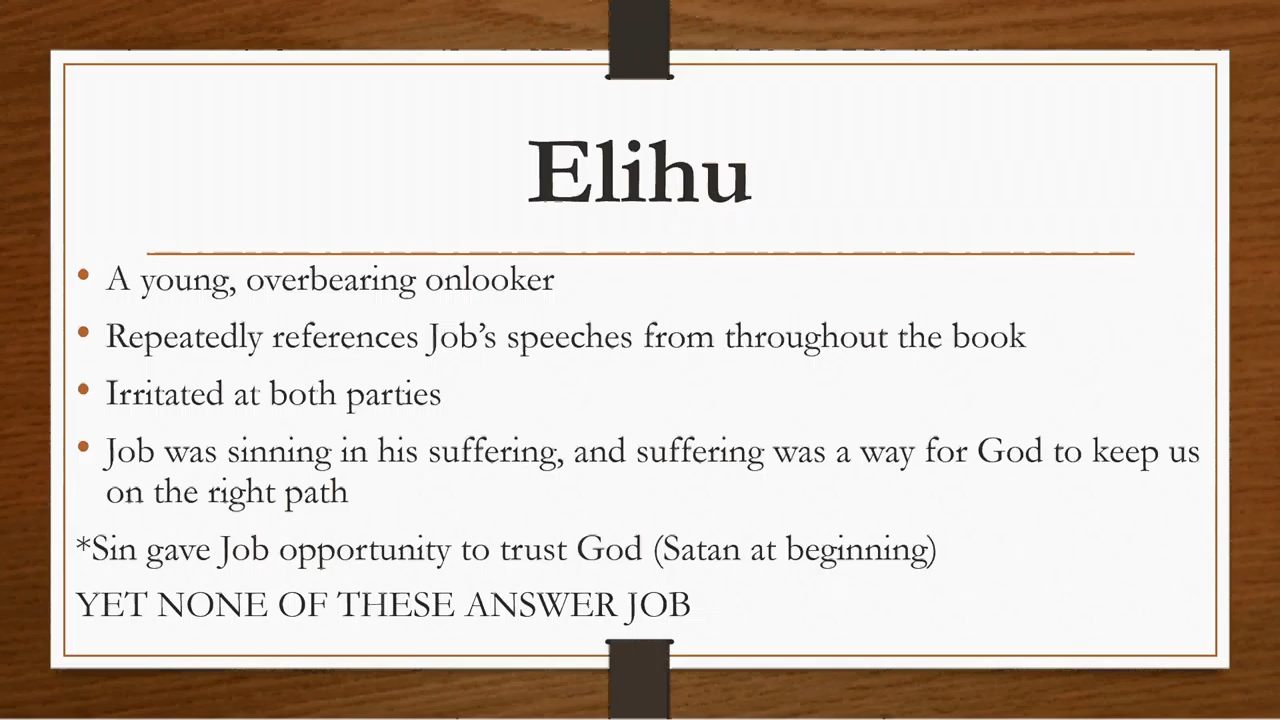 Elihu
• A young, overbearing onlooker
• Repeatedly references Job’s speeches from throughout the book
• Irritated at both parties
• Job was sinning in his suffering, and suffering was a way for God to keep us
on the right path
*Sin gave Job opportunity to trust God (Satan at beginning)
YET NONE OF THESE ANSWER JOB